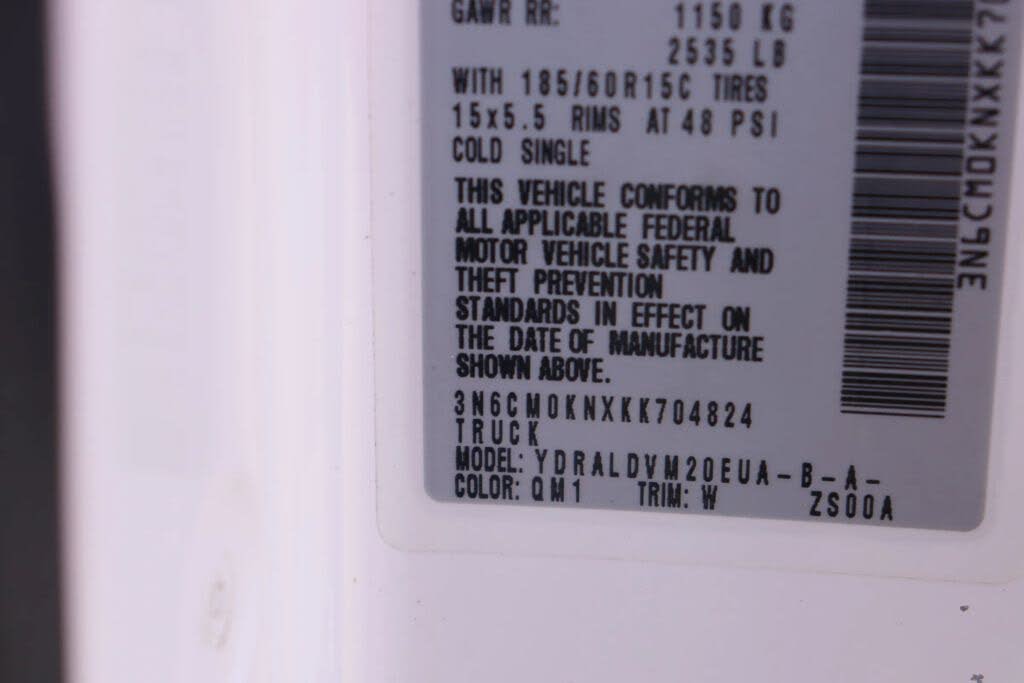 GAWR RR: 1150 KG
2535 LB
WITH 185/60R15C TIRES
15x5.5 RIMS AT 48 PSI
COLD SINGLE
THIS VEHICLE CONFORMS TO
ALL APPLICABLE FEDERAL
MOTOR VEHICLE SAFETY AND
THEFT PREVENTION
STANDARDS IN EFFECT ON
THE DATE OF MANUFACTURE
SHOWN ABOVE.
3N6CM0KNXKK704824
TRUCK
MODEL: YDRALDVM20EUA-B-A-
COLOR: QM1 TRIM: W ZS00A
3N6CM0KNXKK70